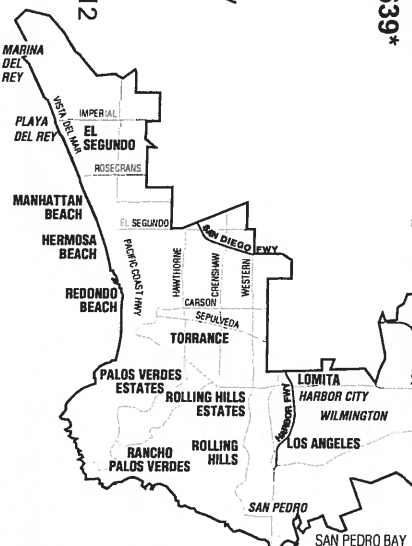 639*
12
MARINA
DEL
REY
VISTA DEL MAR
IMPERIAL
PLAYA
DEL REY
EL
SEGUNDO
ROSECRANS
MANHATTAN
BEACH
EL SEGUNDO
SAN DIEGO FWY
HERMOSA
BEACH
PACIFIC COAST HWY
HAWTHORNE
CRENSHAW
WESTERN
REDONDO
BEACH
CARSON
SEPULVEDA
TORRANCE
PALOS VERDES
ESTATES
LOMITA
ROLLING HILLS
ESTATES
HARBOR CITY
HARBOR FWY
WILMINGTON
ROLLING
HILLS
LOS ANGELES
RANCHO
PALOS VERDES
SAN PEDRO
SAN PEDRO BAY